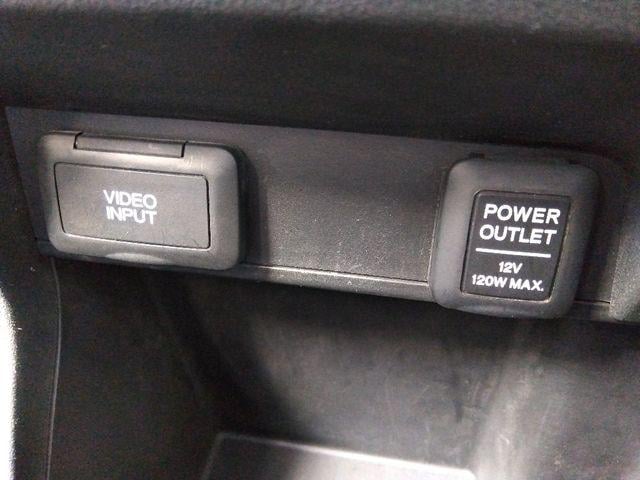 VIDEO
INPUT
POWER
OUTLET
12V
120W MAX.